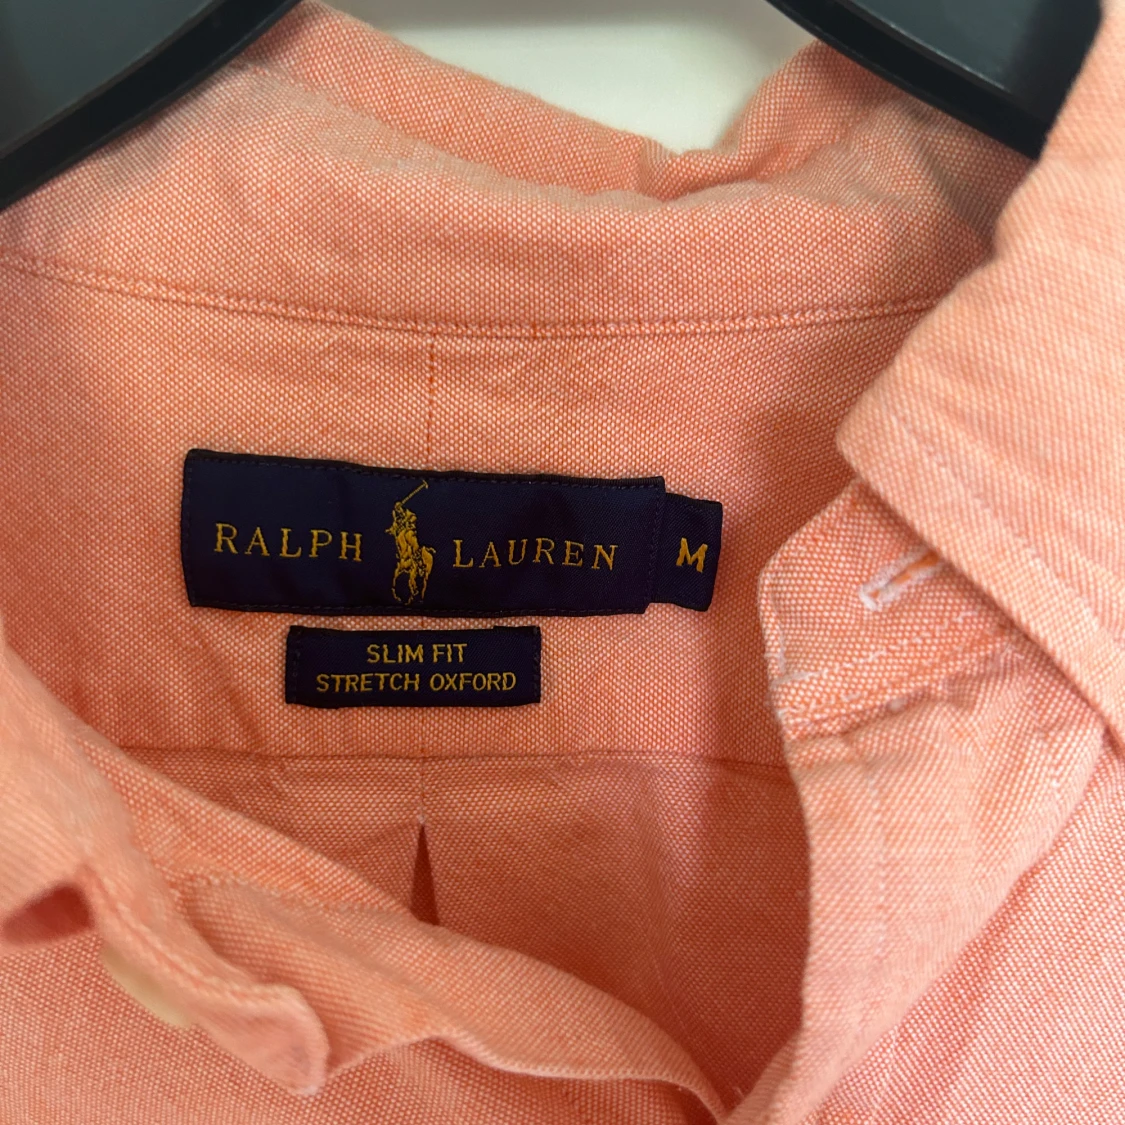 RALPH LAUREN M
SLIM FIT
STRETCH OXFORD